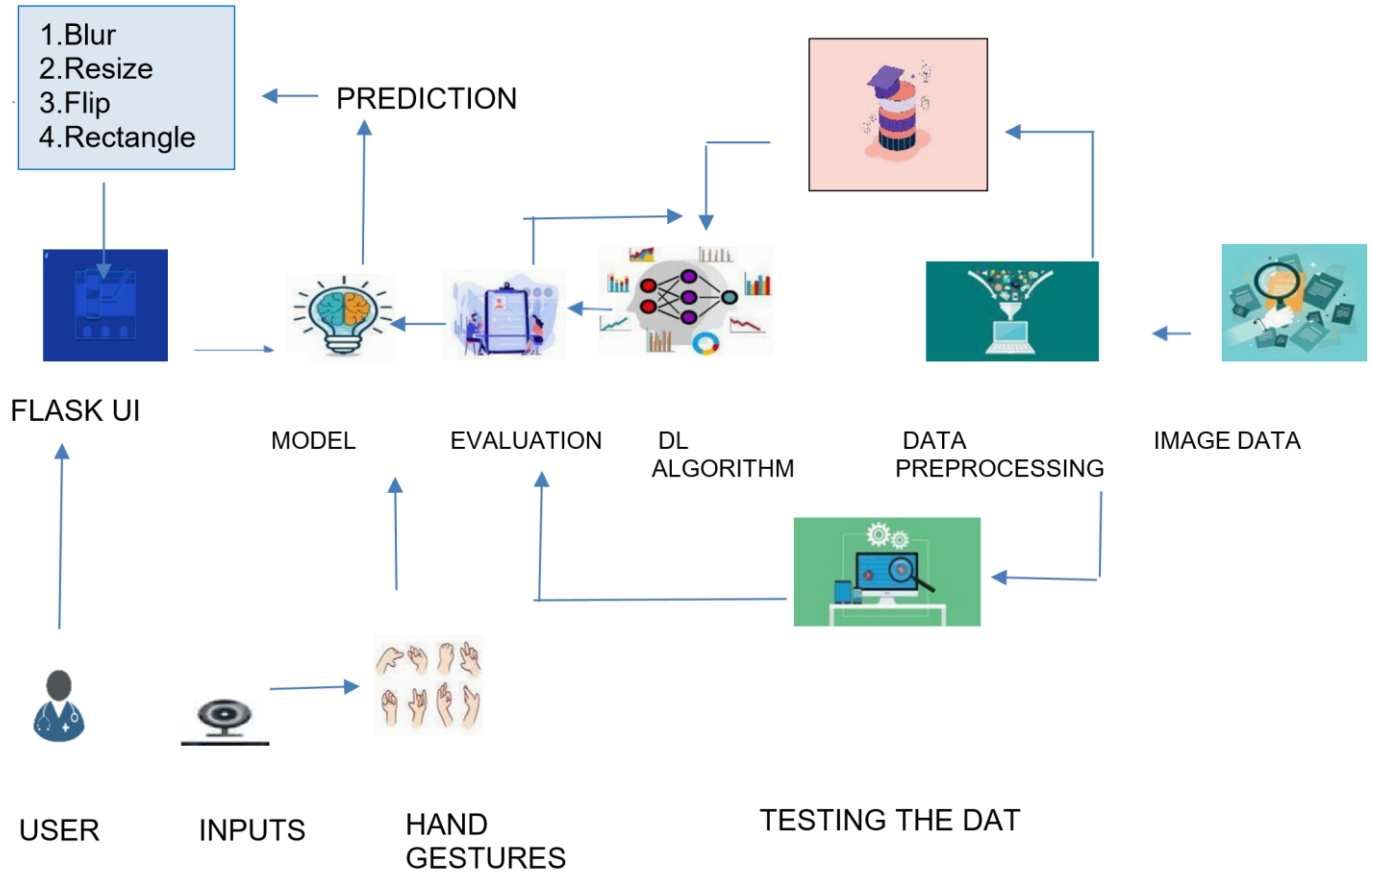 1.Blur
2.Resize
3.Flip
4.Rectangle
PREDICTION
FLASK UI
MODEL
EVALUATION
DL
ALGORITHM
DATA
PREPROCESSING
IMAGE DATA
USER
INPUTS
HAND
GESTURES
TESTING THE DAT